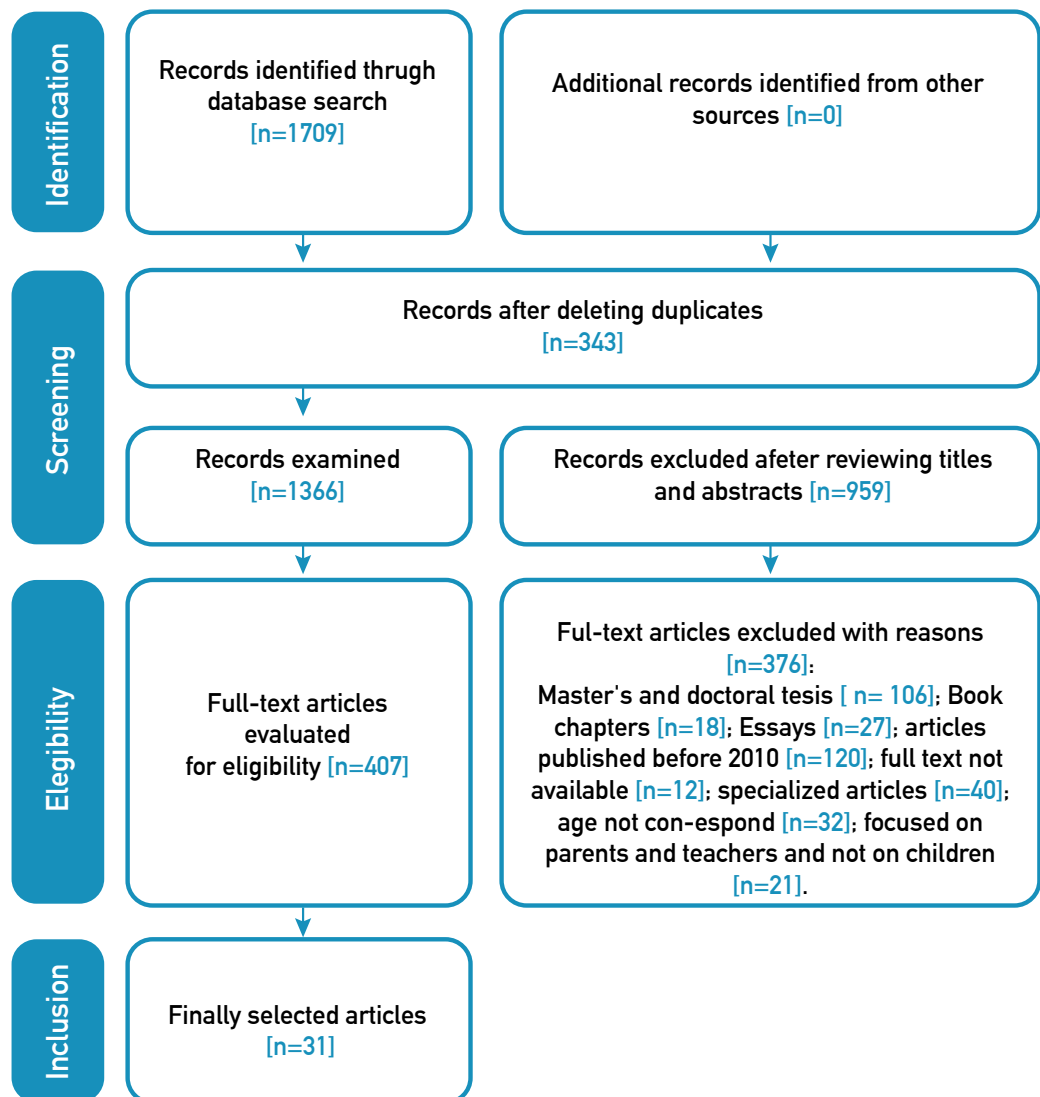 Identification
Records identified thrugh
database search
[n=1709]
Additional records identified from other
sources [n=0]
Screening
Records after deleting duplicates
[n=343]
Records examined
[n=1366]
Records excluded afeter reviewing titles
and abstracts [n=959]
Elegibility
Full-text articles
evaluated
for eligibility [n=407]
Ful-text articles excluded with reasons
[n=376]:
Master's and doctoral tesis [ n= 106]; Book
chapters [n=18]; Essays [n=27]; articles
published before 2010 [n=120]; full text not
available [n=12]; specialized articles [n=40];
age not con-espond [n=32]; focused on
parents and teachers and not on children
[n=21].
Inclusion
Finally selected articles
[n=31]